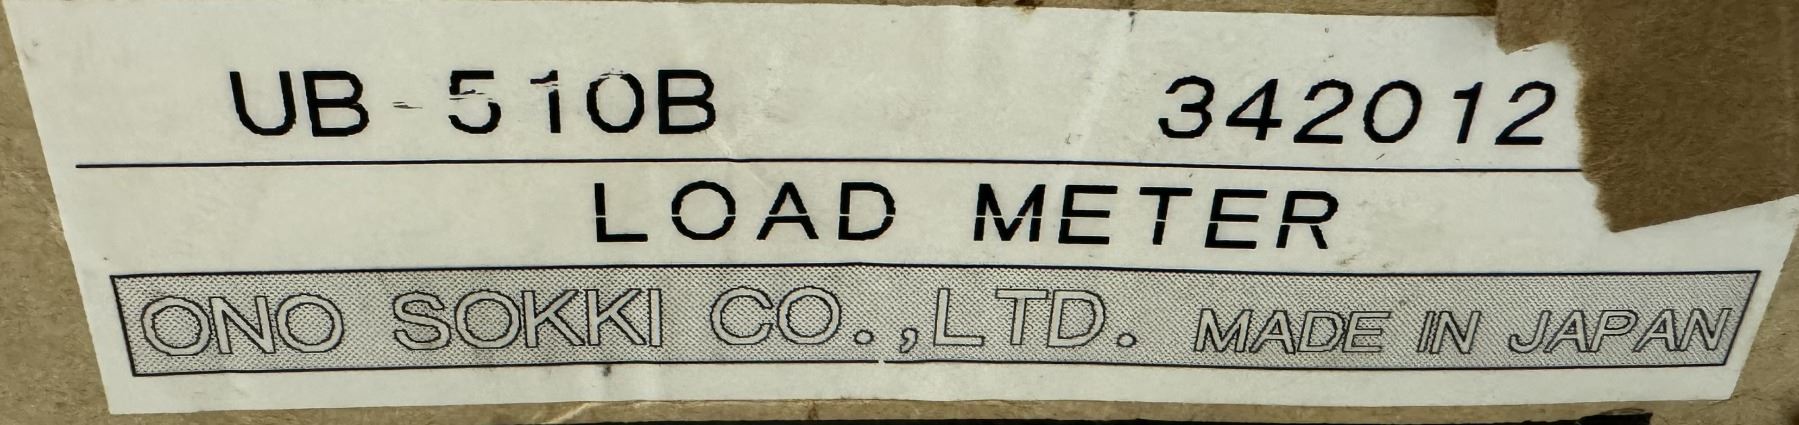 UB-510B 342012
LOAD METER
ONO SOKKI CO.,LTD. MADE IN JAPAN